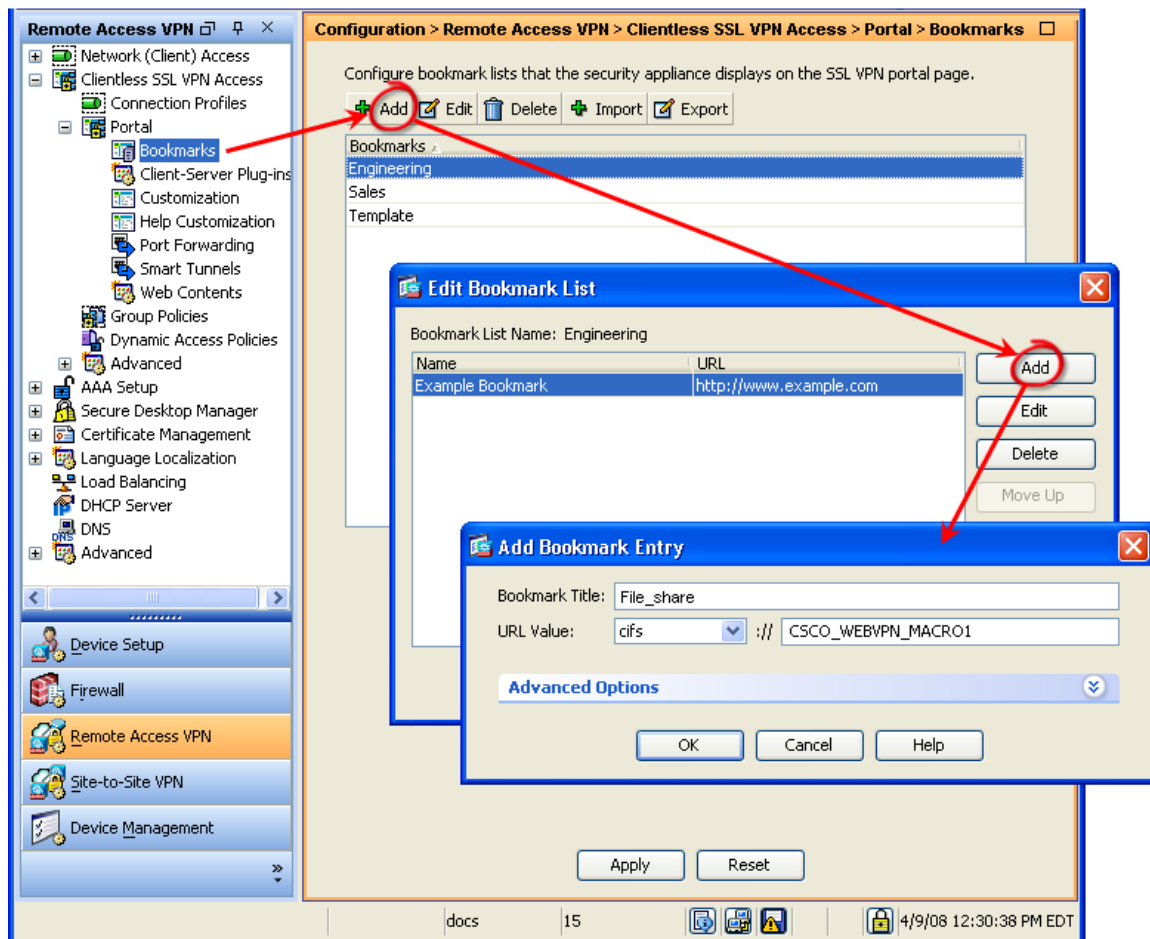 Remote Access VPN
Network (Client) Access
Clientless SSL VPN Access
Connection Profiles
Portal
Bookmarks
Client-Server Plug-ins
Customization
Help Customization
Port Forwarding
Smart Tunnels
Web Contents
Group Policies
Dynamic Access Policies
Advanced
AAA Setup
Secure Desktop Manager
Certificate Management
Language Localization
Load Balancing
DHCP Server
DNS
DNS
Advanced
Device Setup
Firewall
Remote Access VPN
Site-to-Site VPN
Device Management
Configuration > Remote Access VPN > Clientless SSL VPN Access > Portal > Bookmarks
Configure bookmark lists that the security appliance displays on the SSL VPN portal page.
Add Edit Delete Import Export
Bookmarks
Engineering
Sales
Template
Edit Bookmark List
Bookmark List Name: Engineering
Name URL
Example Bookmark http://www.example.com
Add
Edit
Delete
Move Up
Add Bookmark Entry
Bookmark Title: File_share
URL Value: cifs :// CSCO_WEBVPN_MACRO1
Advanced Options
OK Cancel Help
Apply Reset
docs 15 4/9/08 12:30:38 PM EDT